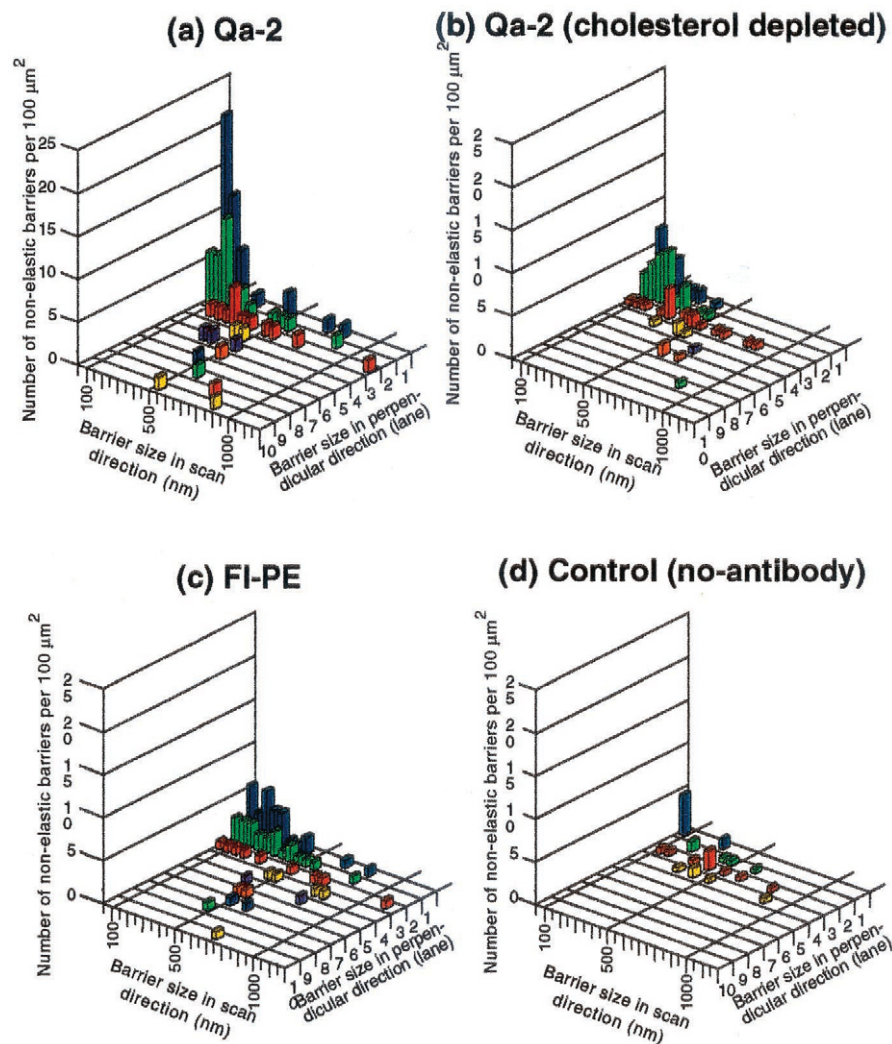 (a) Qa-2
Number of non-elastic barriers per 100 µm²
25
20
15
10
5
0
100
500
1000
Barrier size in scan
direction (nm)
10 9 8 7 6 5 4 3 2 1
Barrier size in perpen-
dicular direction (lane)
(b) Qa-2 (cholesterol depleted)
Number of non-elastic barriers per 100 µm²
2
5
2
0
1
5
1
0
5
0
100
500
1000
Barrier size in scan
direction (nm)
1
0 9 8 7 6 5 4 3 2 1
Barrier size in perpen-
dicular direction (lane)
(c) Fl-PE
Number of non-elastic barriers per 100 µm²
2
5
2
0
1
5
1
0
5
0
100
500
1000
Barrier size in scan
direction (nm)
1
0 9 8 7 6 5 4 3 2 1
Barrier size in perpen-
dicular direction (lane)
(d) Control (no-antibody)
Number of non-elastic barriers per 100 µm²
2
5
2
0
1
5
1
0
5
0
100
500
1000
Barrier size in scan
direction (nm)
10 9 8 7 6 5 4 3 2 1
Barrier size in perpen-
dicular direction (lane)